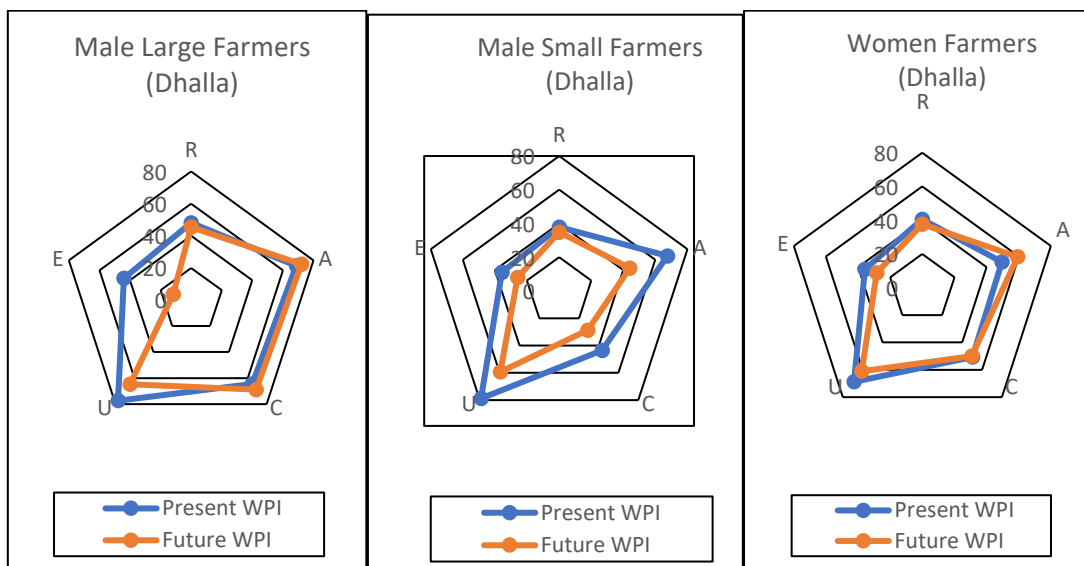 Male Large Farmers
(Dhalla)
R
80
60
40
20
0
A
C
U
E
Present WPI
Future WPI
Male Small Farmers
(Dhalla)
R
80
60
40
20
0
A
C
U
E
Present WPI
Future WPI
Women Farmers
(Dhalla)
R
80
60
40
20
0
A
C
U
E
Present WPI
Future WPI